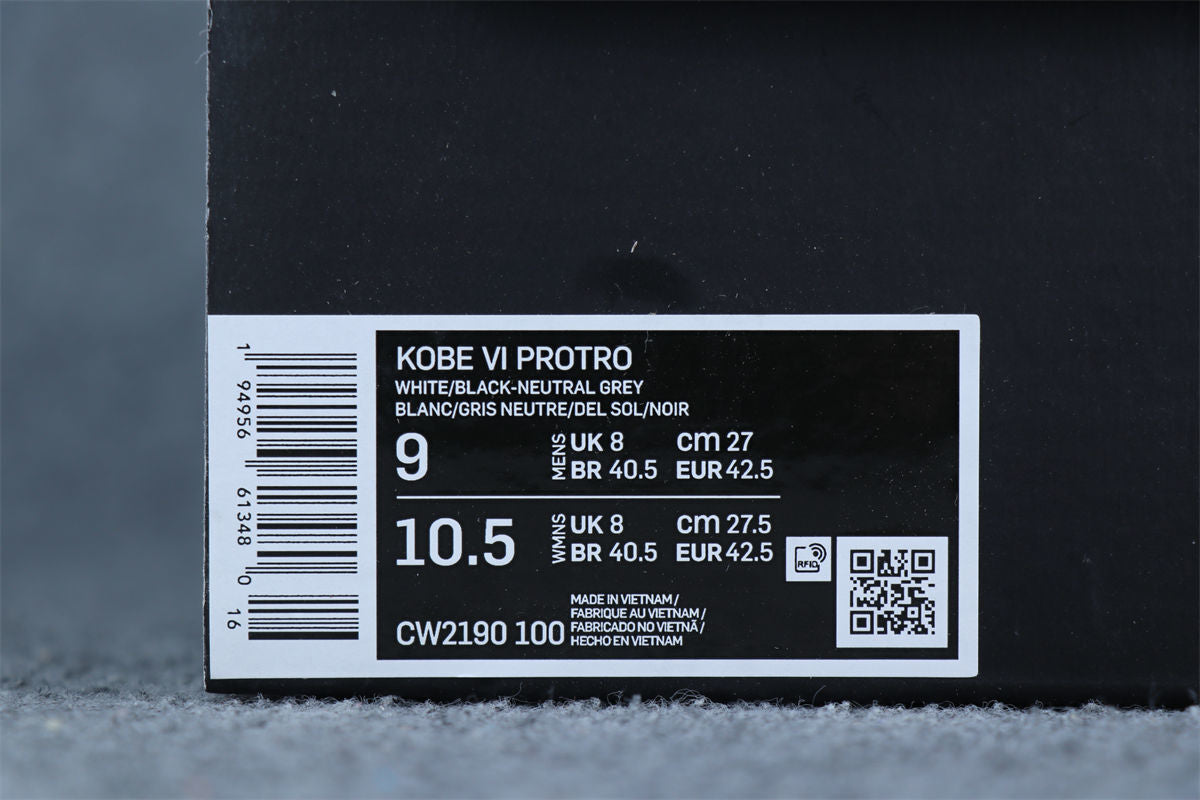 1 94956 61348 0 16
KOBE VI PROTRO
WHITE/BLACK-NEUTRAL GREY
BLANC/GRIS NEUTRE/DEL SOL/NOIR
9 MENS UK 8 CM 27
BR 40.5 EUR 42.5
10.5 WMNS UK 8 CM 27.5
BR 40.5 EUR 42.5
RFID
MADE IN VIETNAM /
FABRIQUE AU VIETNAM /
FABRICADO NO VIETNÃ /
HECHO EN VIETNAM
CW2190 100